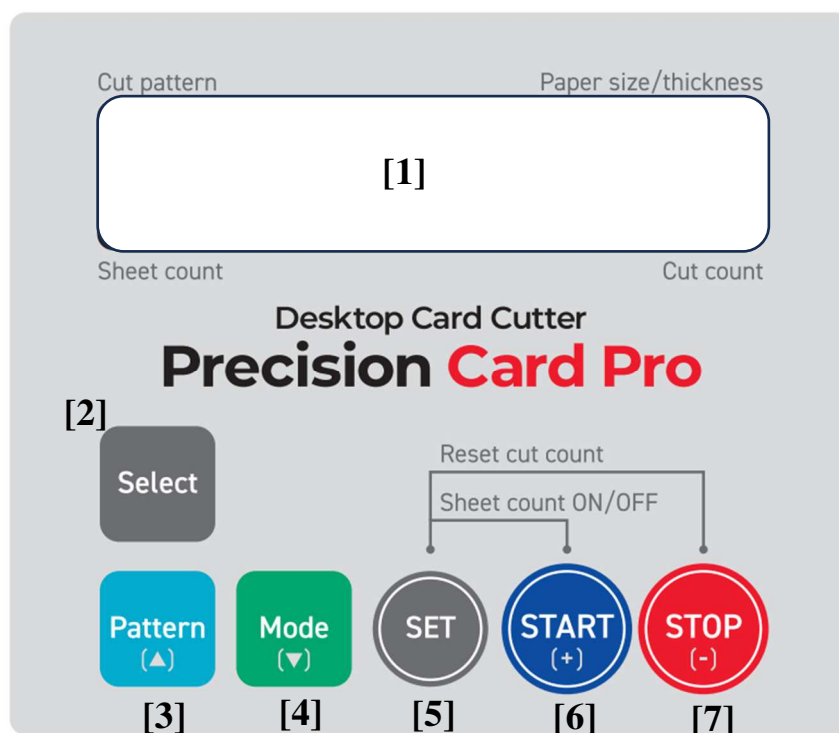 Cut pattern Paper size/thickness
[1]
Sheet count Cut count
Desktop Card Cutter
Precision Card Pro
[2]
Select
Reset cut count
Sheet count ON/OFF
Pattern Mode SET START STOP
(▲) (▼) (+) (-)
[3] [4] [5] [6] [7]